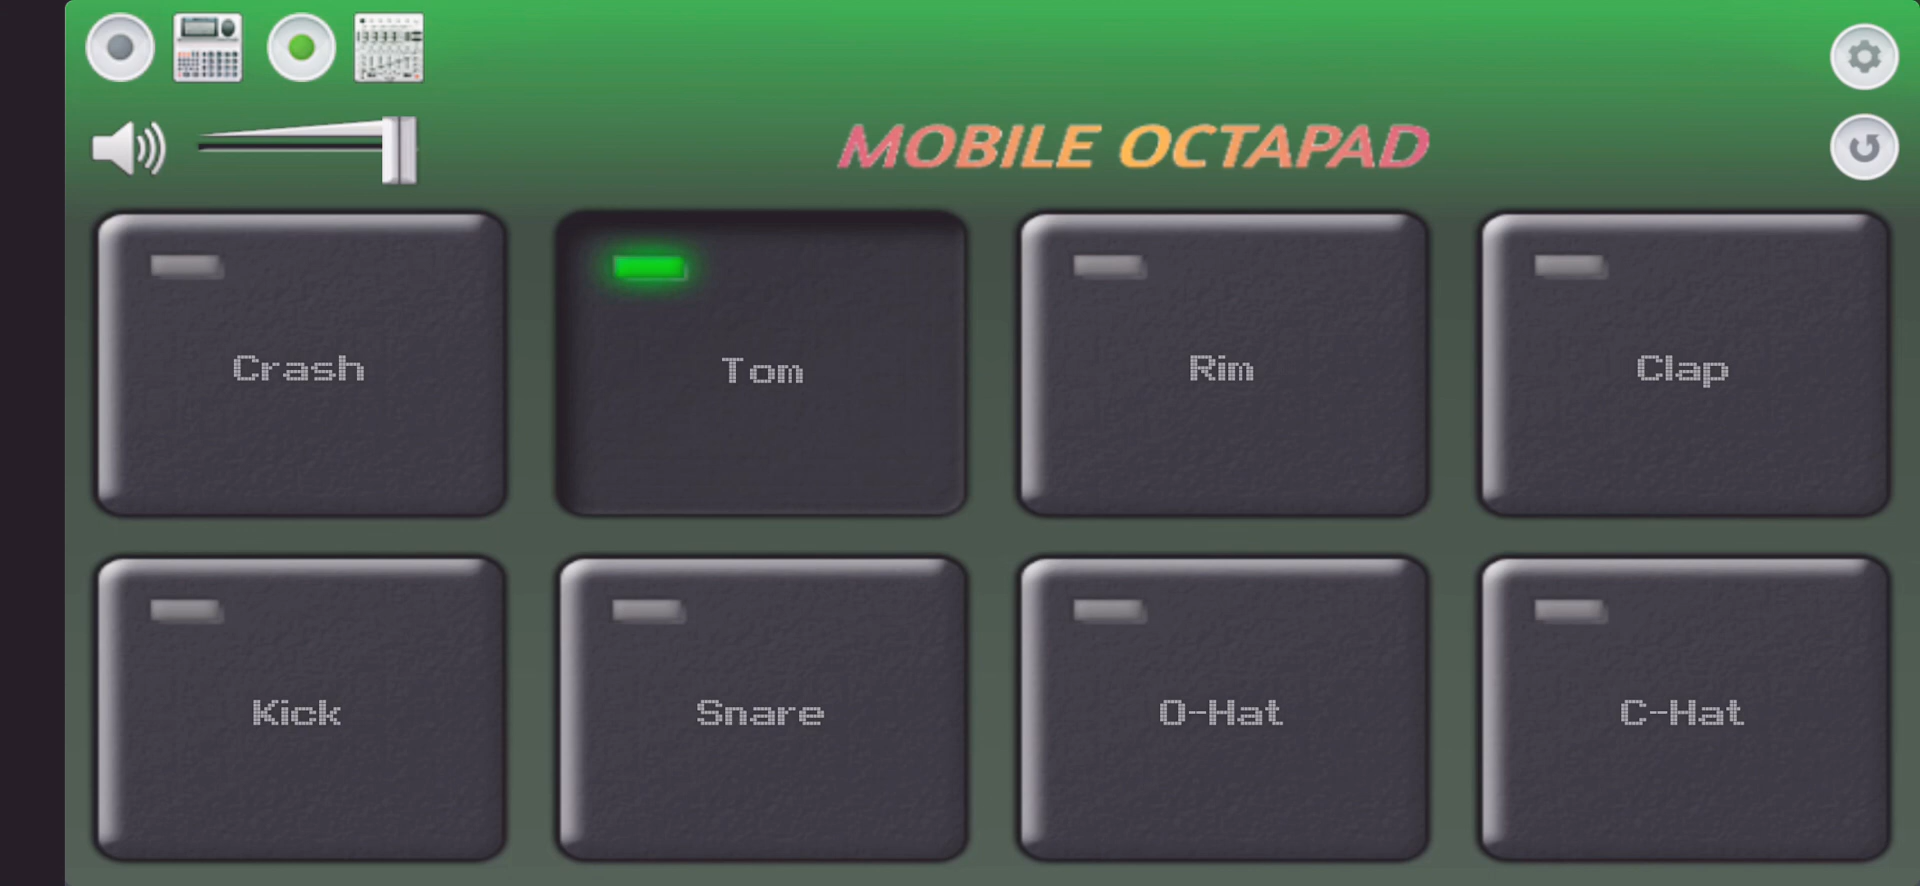 MOBILE OCTAPAD
Crash
Tom
Rim
Clap
Kick
Snare
O-Hat
C-Hat